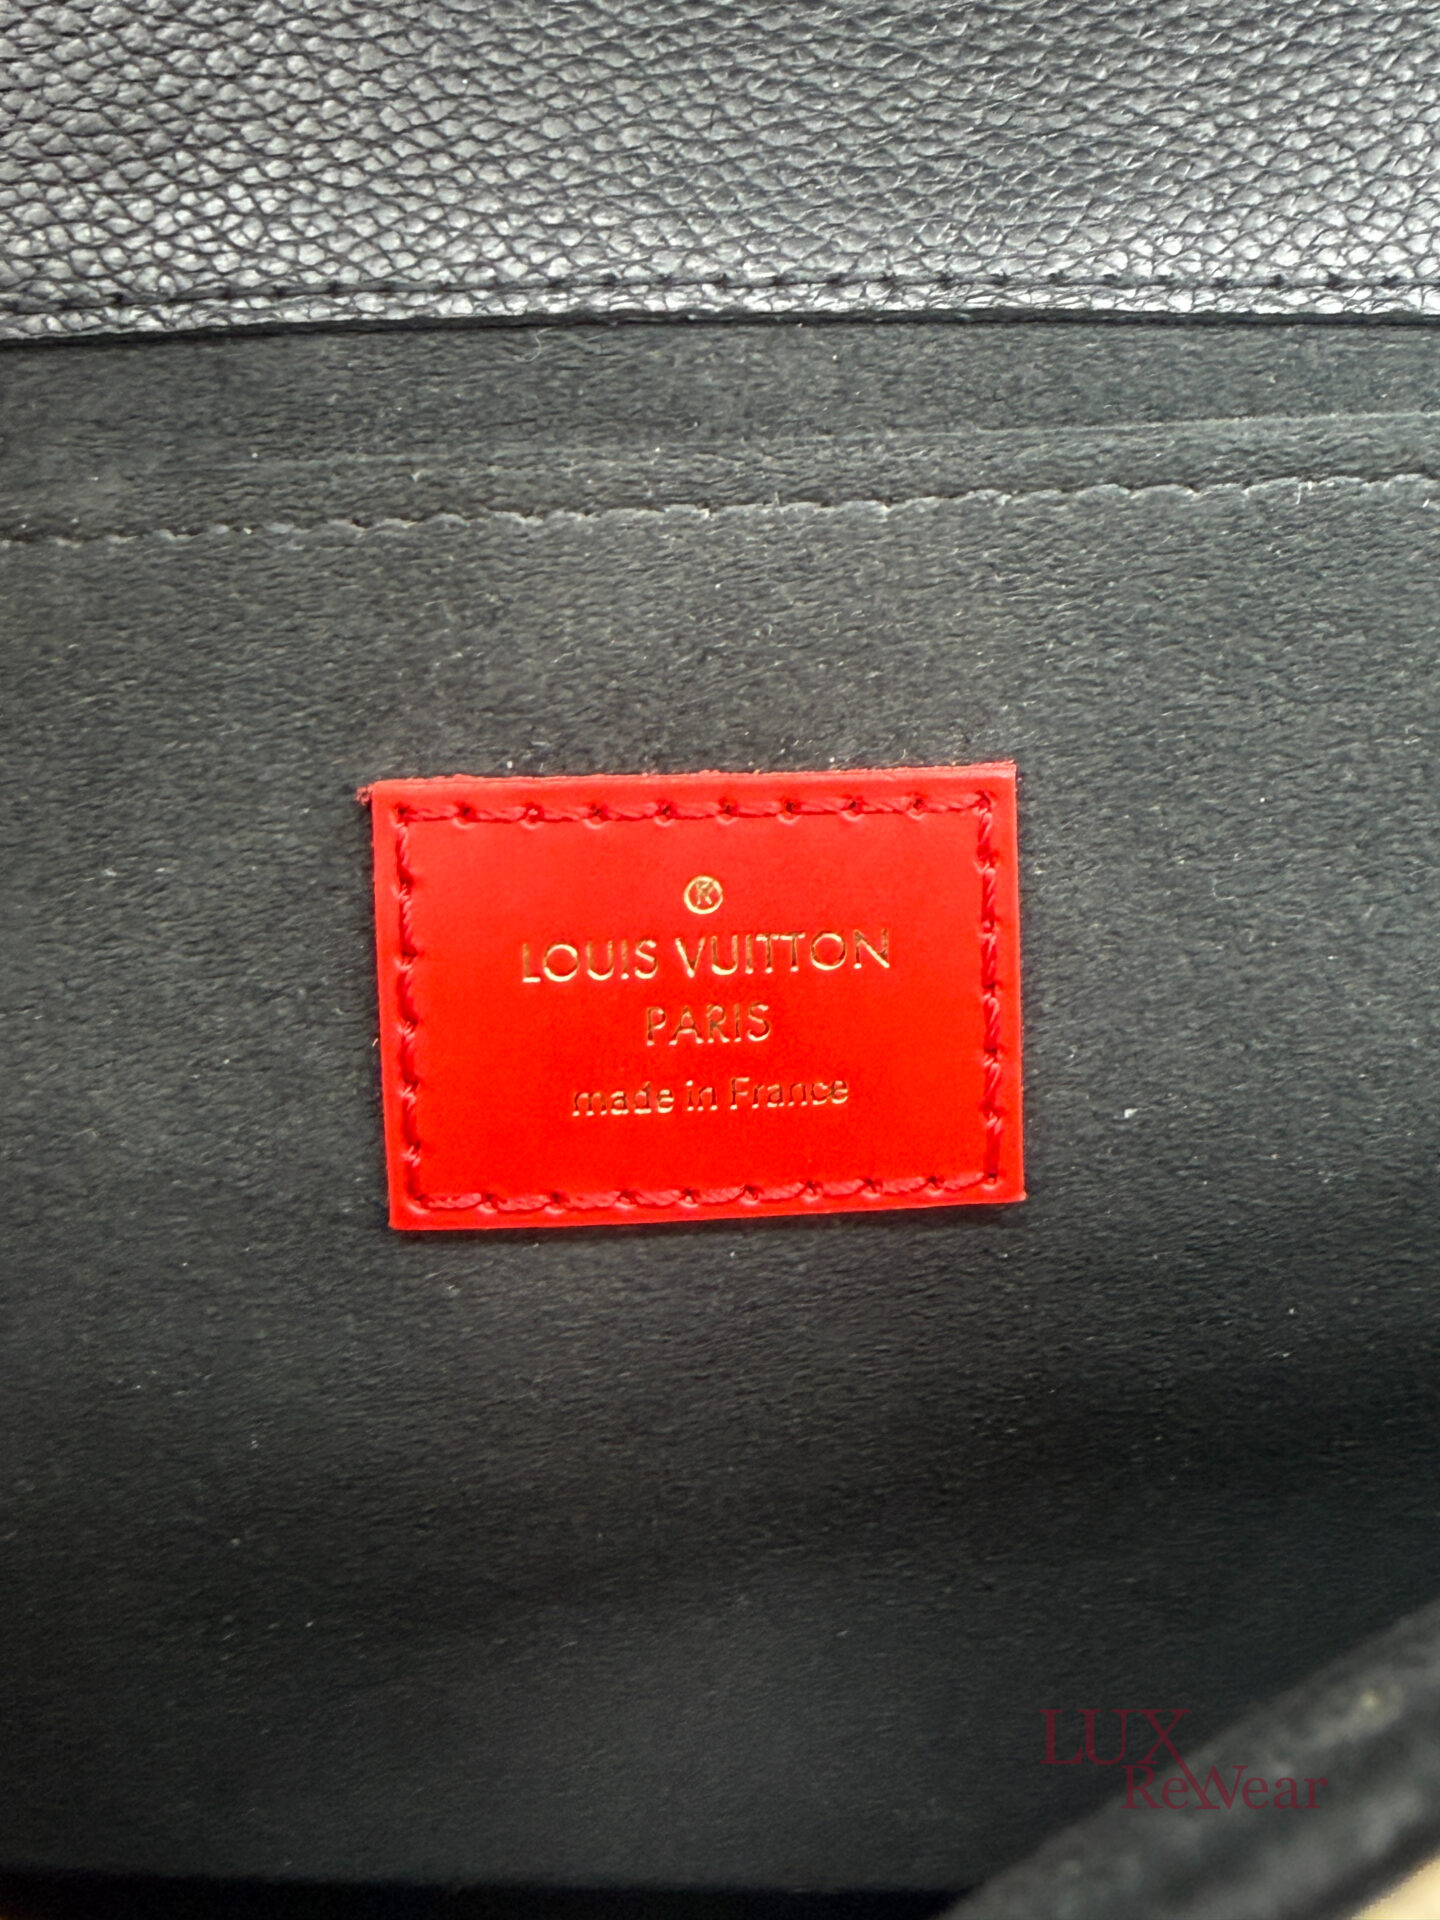 ®
LOUIS VUITTON
PARIS
made in France
LUX
ReWear